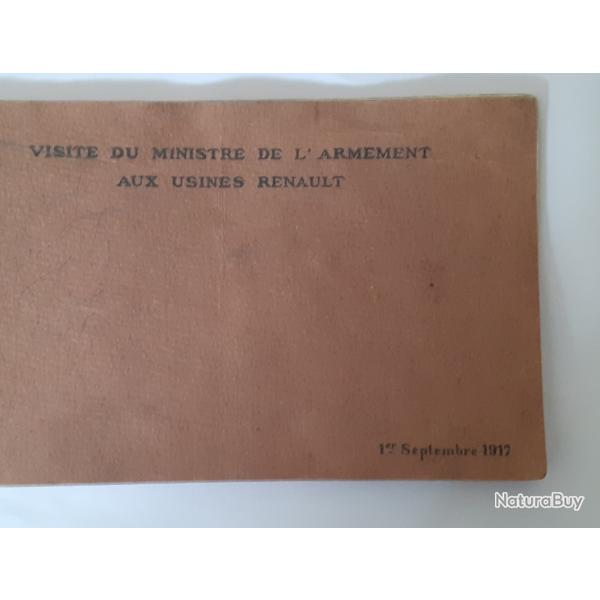 VISITE DU MINISTRE DE L'ARMEMENT
AUX USINES RENAULT
1er Septembre 1917
NaturaBuy